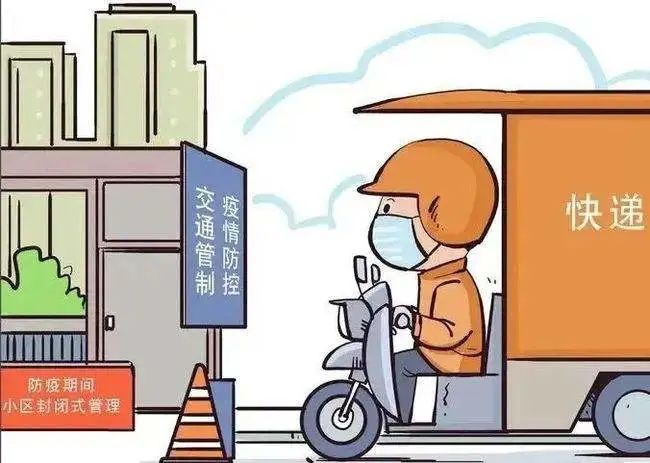 疫情防控
交通管制
快递
防疫期间
小区封闭式管理